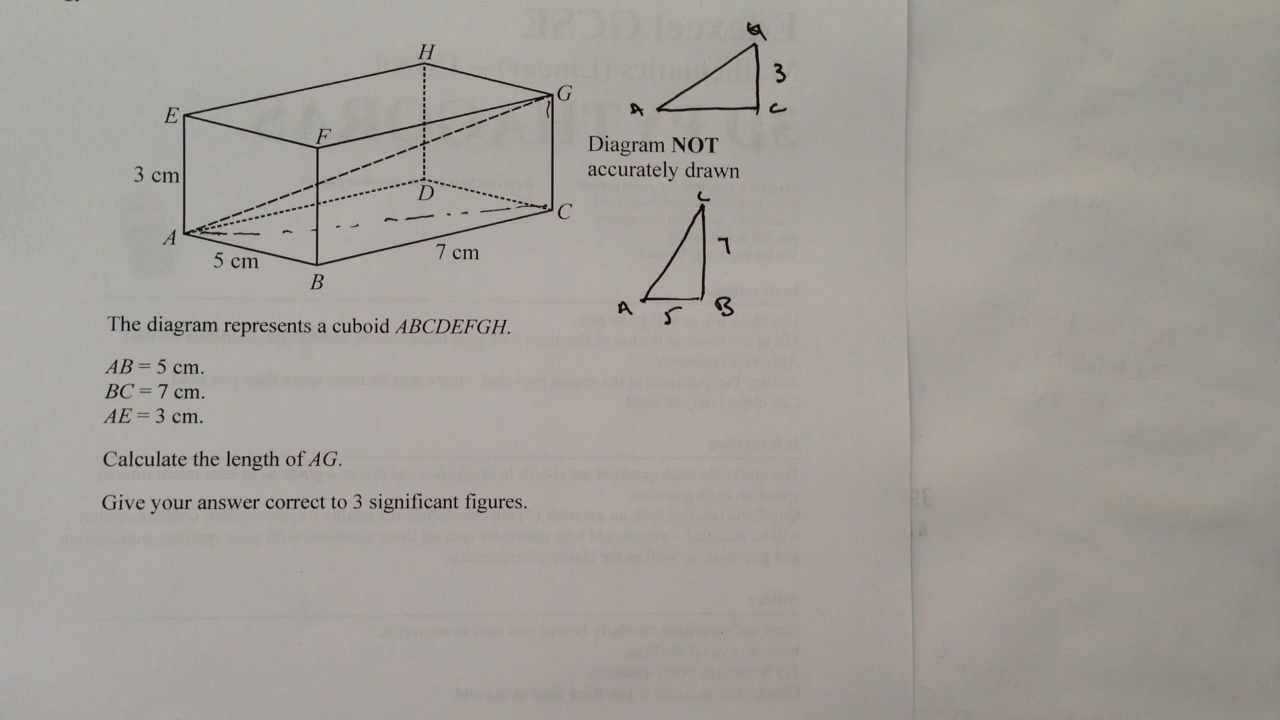 H
G
E
F
3 cm
D
A
C
5 cm
7 cm
B
G
3
A
C
Diagram NOT
accurately drawn
C
7
A
5
B
The diagram represents a cuboid ABCDEFGH.
AB = 5 cm.
BC = 7 cm.
AE = 3 cm.
Calculate the length of AG.
Give your answer correct to 3 significant figures.